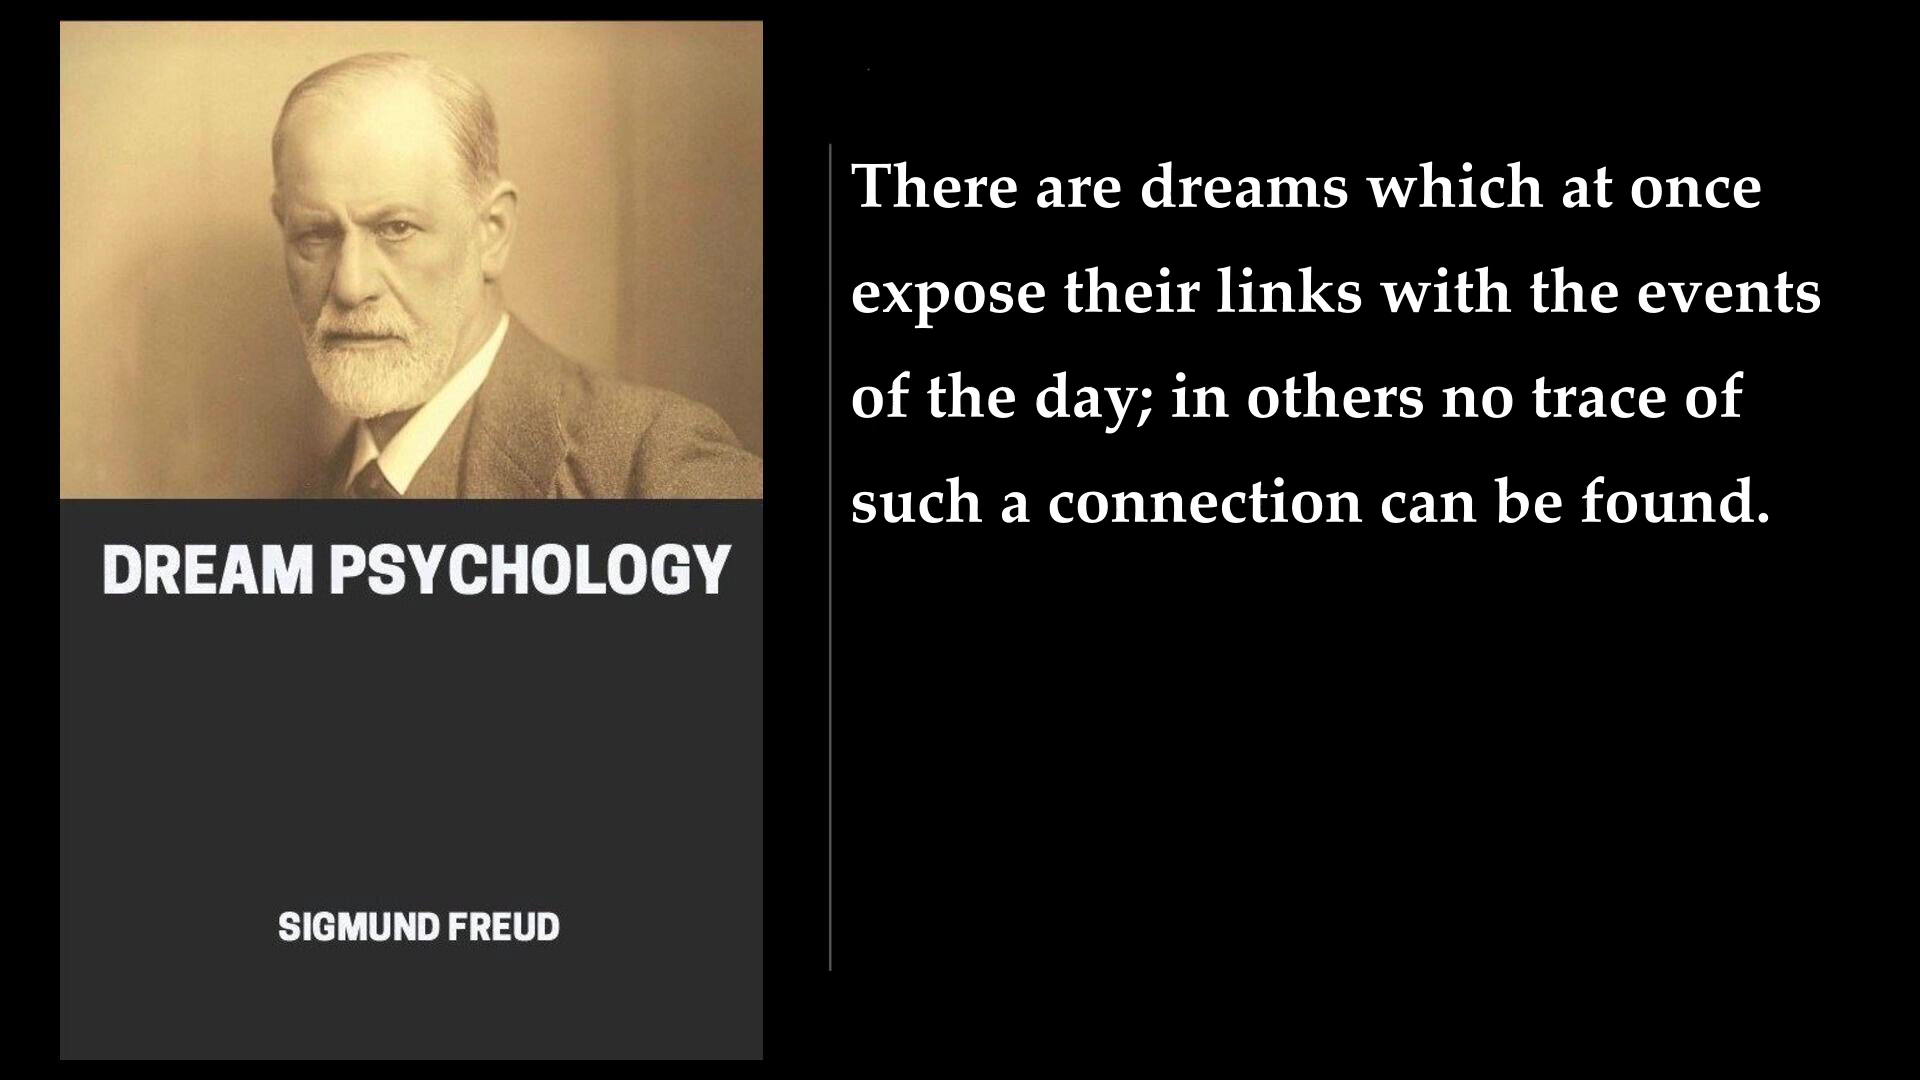 DREAM PSYCHOLOGY
SIGMUND FREUD
There are dreams which at once
expose their links with the events
of the day; in others no trace of
such a connection can be found.